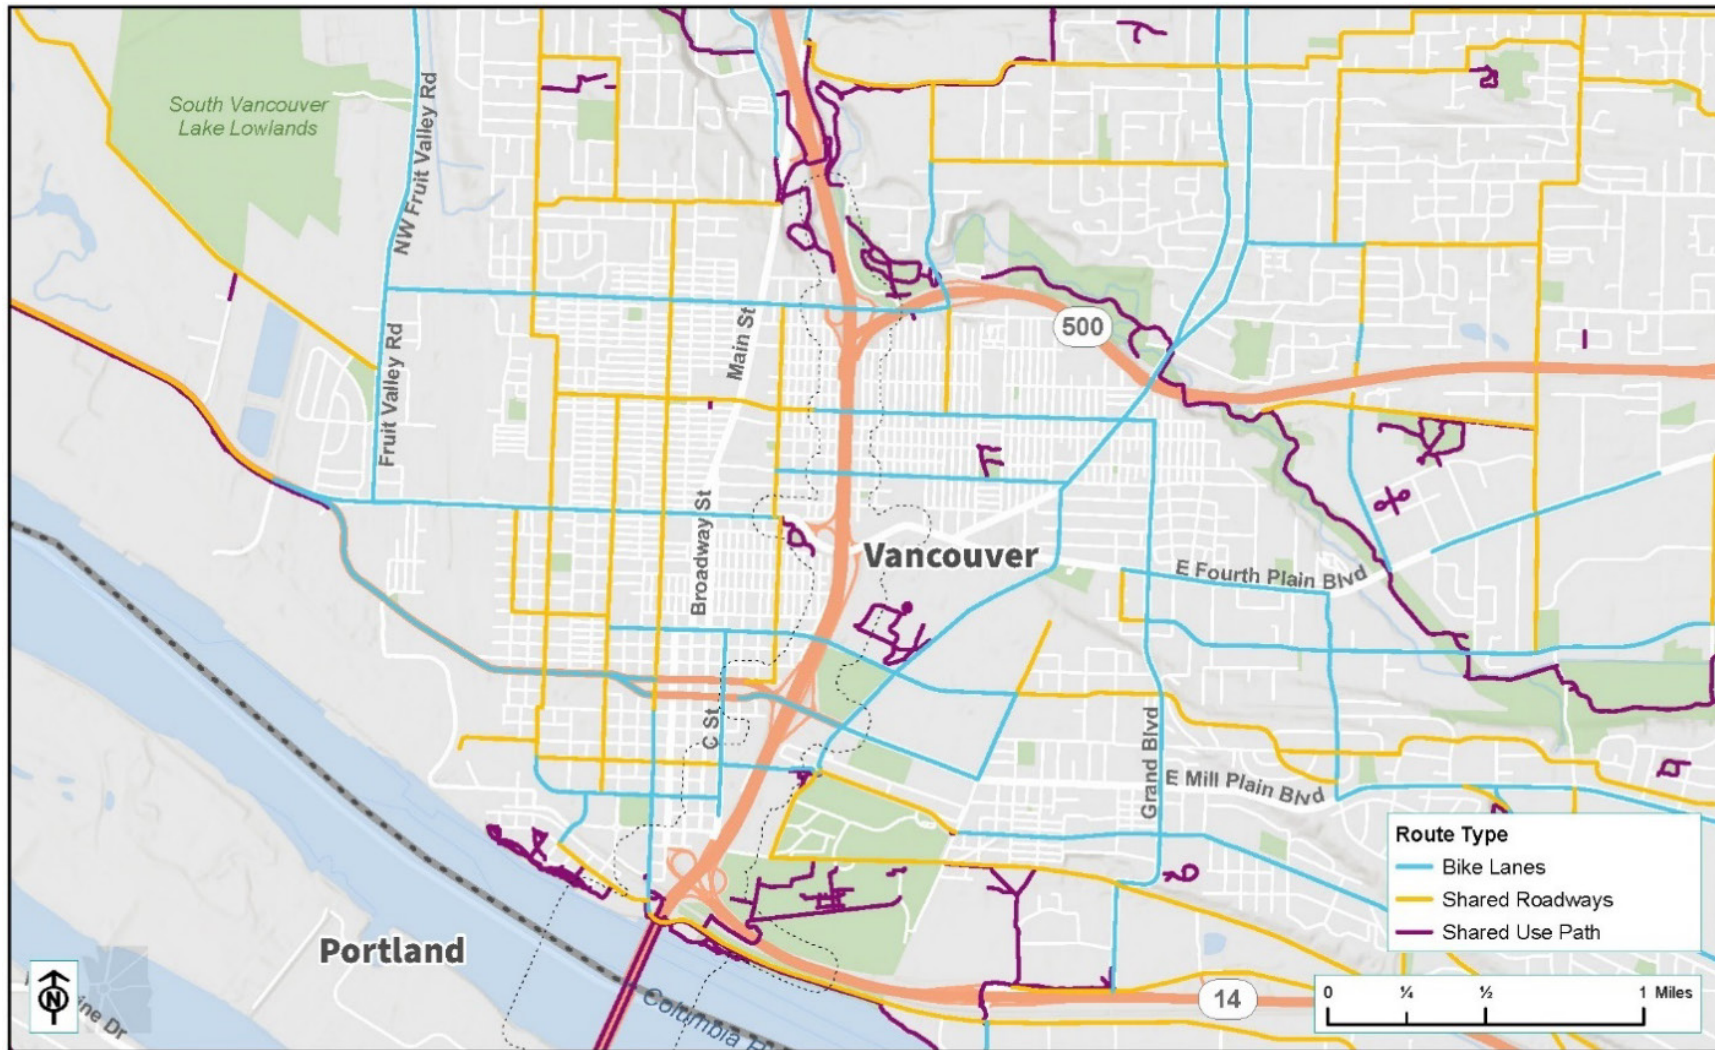 South Vancouver
Lake Lowlands
NW Fruit Valley Rd
Main St
500
Fruit Valley Rd
Broadway St
Vancouver
E Fourth Plain Blvd
C St
Grand Blvd
E Mill Plain Blvd
Route Type
Bike Lanes
Shared Roadways
Shared Use Path
Portland
14
N
0 ¼ ½ 1 Miles
Columbia
Dr